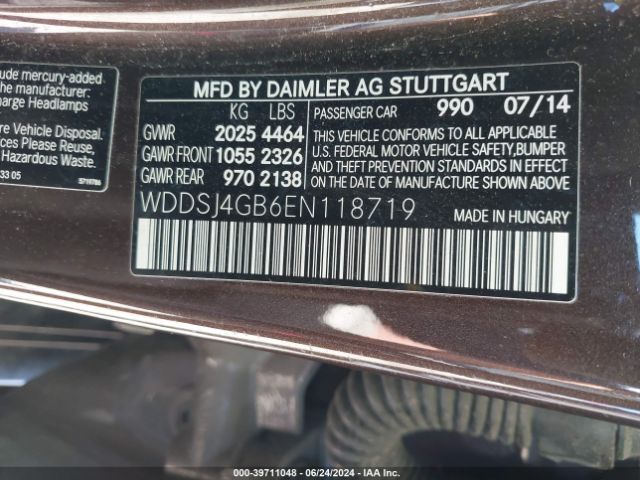 ude mercury-added
he manufacturer:
arge Headlamps
re Vehicle Disposal.
ces Please Reuse,
Hazardous Waste.
33 05
MFD BY DAIMLER AG STUTTGART
KG LBS PASSENGER CAR 990 07/14
GVWR 2025 4464
GAWR FRONT 1055 2326
GAWR REAR 970 2138
THIS VEHICLE CONFORMS TO ALL APPLICABLE
U.S. FEDERAL MOTOR VEHICLE SAFETY, BUMPER
AND THEFT PREVENTION STANDARDS IN EFFECT
ON THE DATE OF MANUFACTURE SHOWN ABOVE.
WDDSJ4GB6EN118719 MADE IN HUNGARY
000-39711048 - 06/24/2024 - IAA Inc.